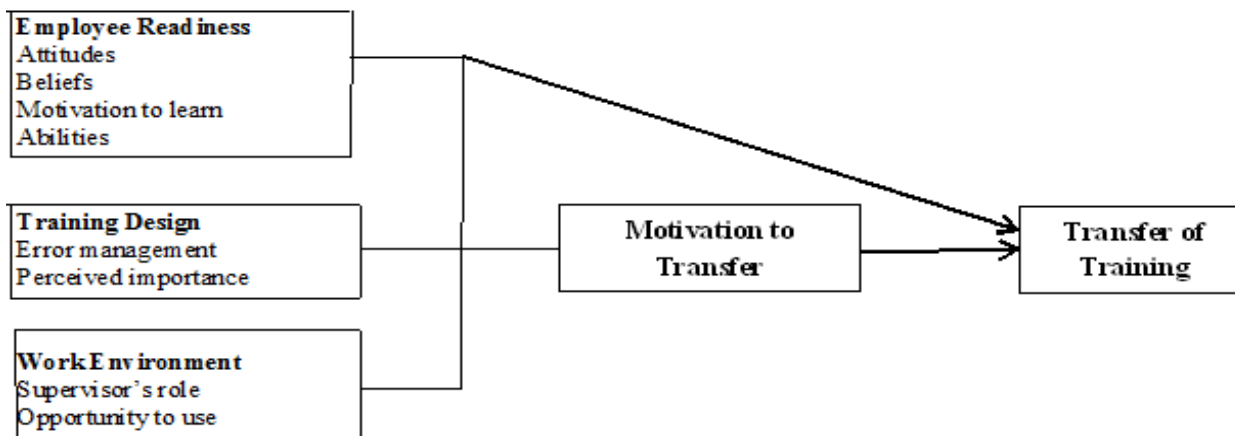 Employee Readiness
Attitudes
Beliefs
Motivation to learn
Abilities
Training Design
Error management
Perceived importance
Work Environment
Supervisor's role
Opportunity to use
Motivation to
Transfer
Transfer of
Training